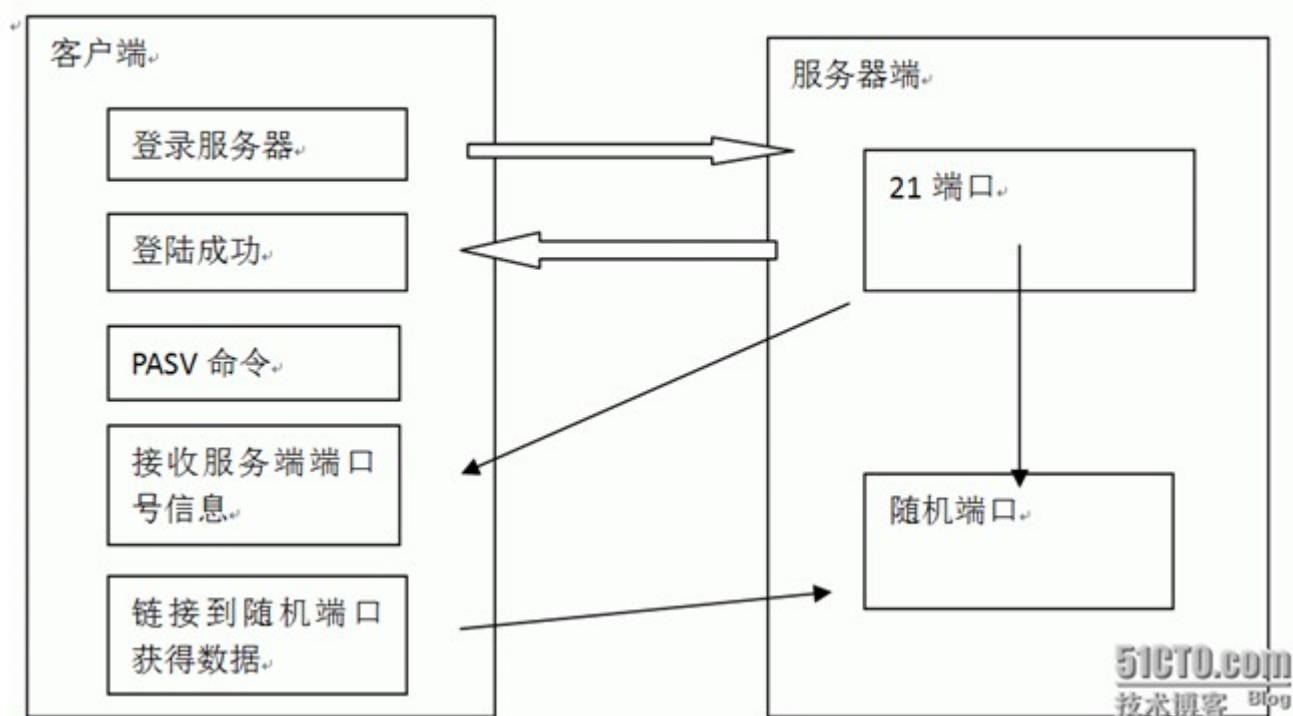 客户端
登录服务器
登陆成功
PASV 命令
接收服务端端口
号信息
链接到随机端口
获得数据
服务器端
21 端口
随机端口
51CTO.com
技术博客 Blog